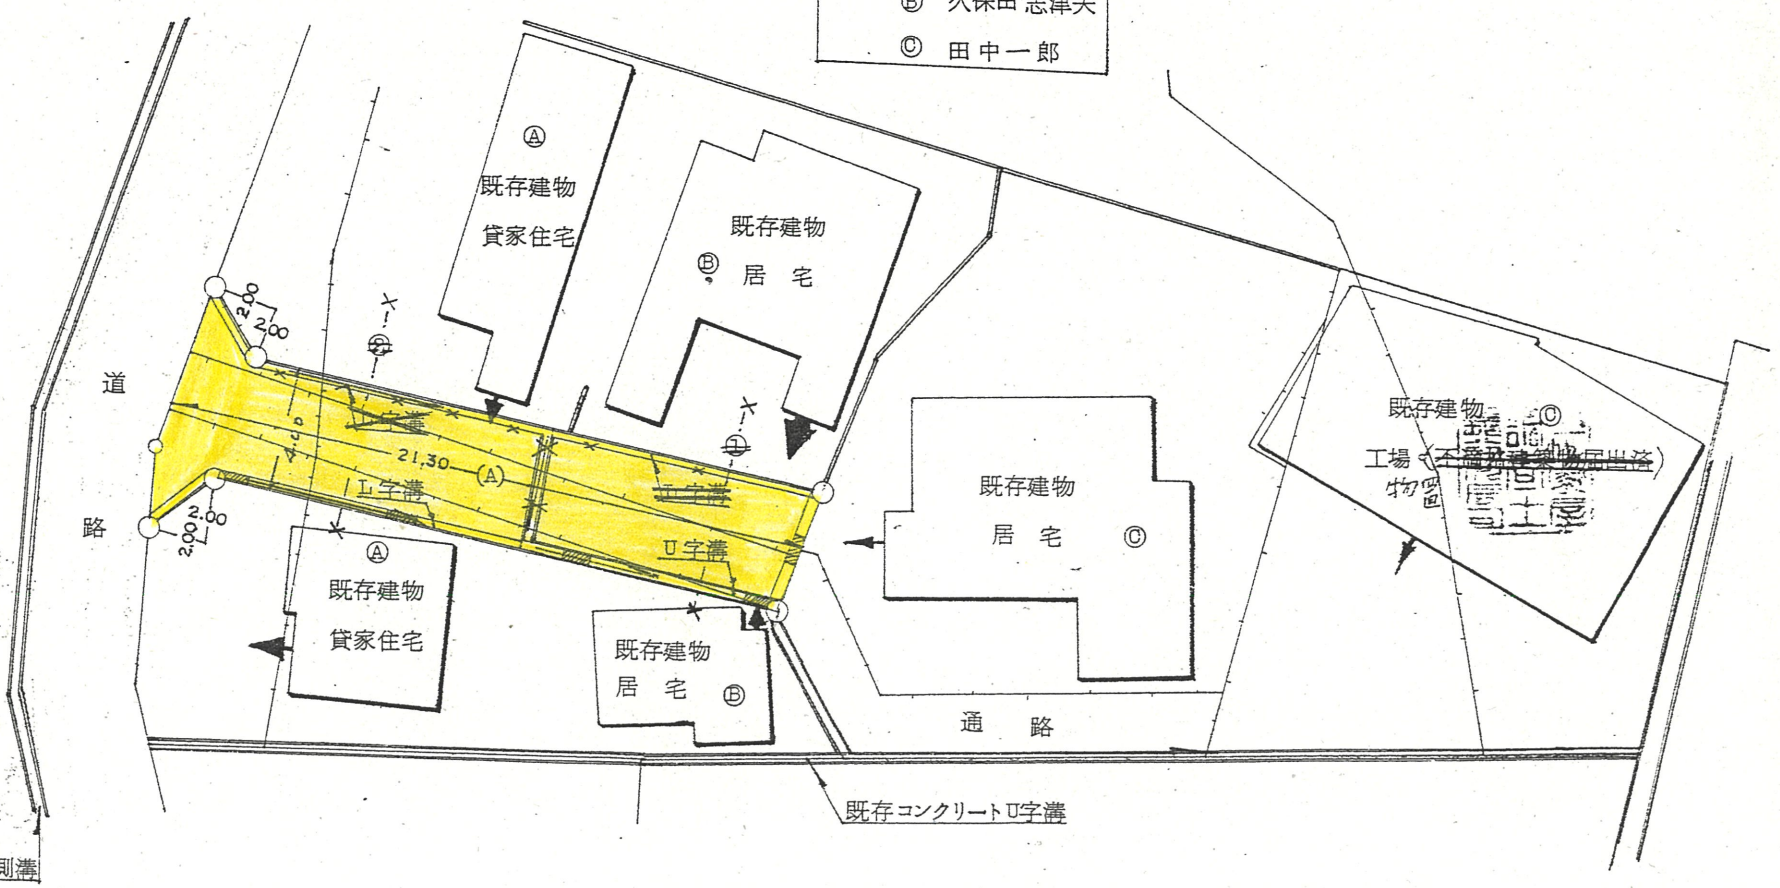 Ⓑ 久保田志津夫
Ⓒ 田中一郎
Ⓐ
既存建物
貸家住宅
既存建物
Ⓑ 居宅
2.00
2.00
道
路
4.00
21.30 Ⓐ
L字溝
U字溝
2.00
2.00
Ⓐ
既存建物
貸家住宅
既存建物
居宅 Ⓑ
既存建物
居宅 Ⓒ
既存建物 Ⓒ
工場
物置
通路
既存コンクリートU字溝
側溝